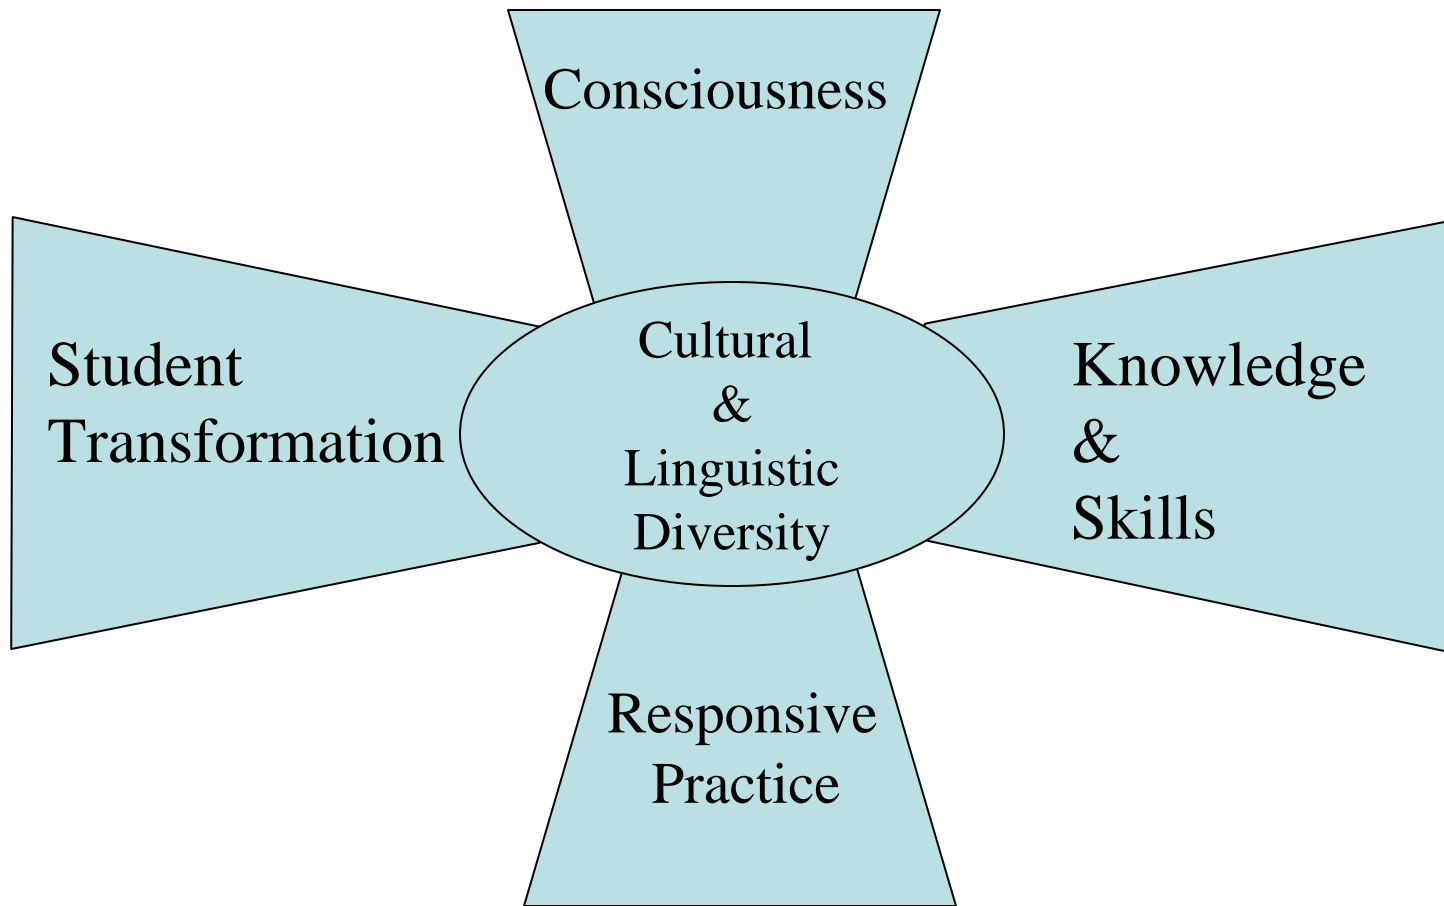 Consciousness
Student
Transformation
Cultural
&
Linguistic
Diversity
Knowledge
&
Skills
Responsive
Practice